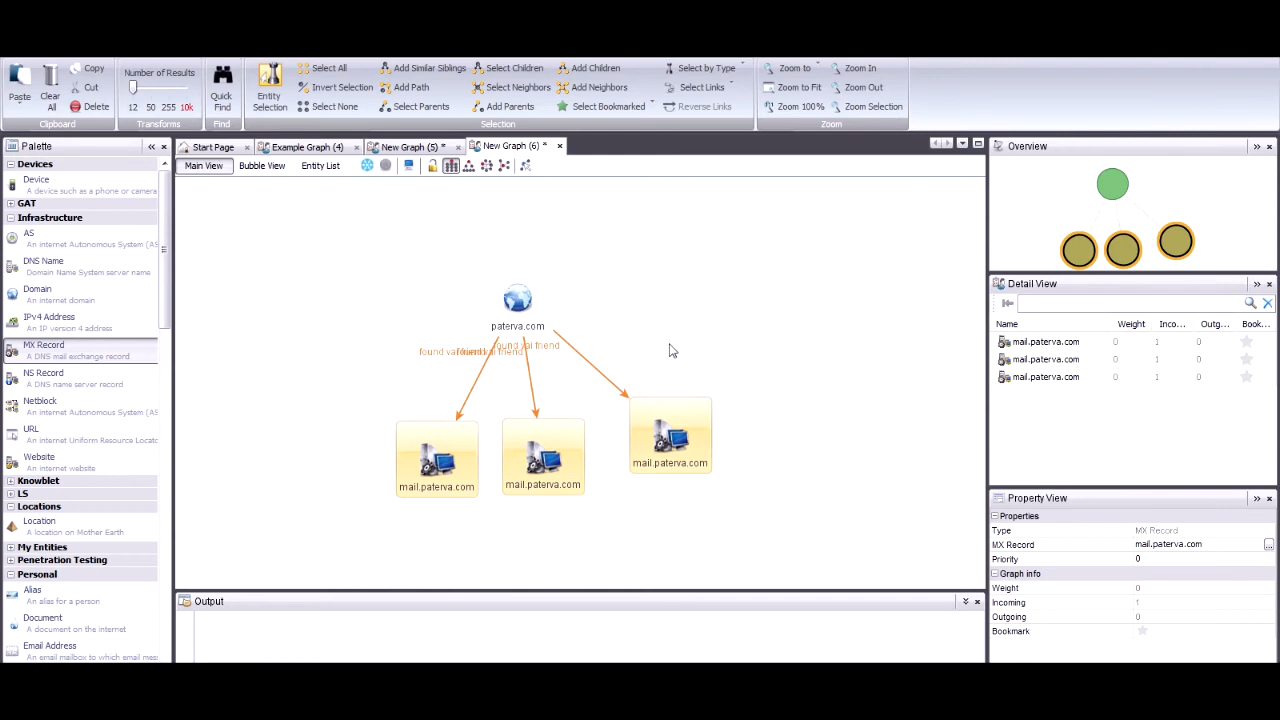 Paste
Clear
All
Copy
Cut
Delete
Clipboard
Number of Results
12 50 255 10k
Transforms
Quick
Find
Find
Entity
Selection
Select All
Invert Selection
Select None
Add Similar Siblings
Add Path
Select Parents
Select Children
Select Neighbors
Add Parents
Add Children
Add Neighbors
Select Bookmarked
Select by Type
Select Links
Reverse Links
Selection
Zoom to
Zoom to Fit
Zoom 100%
Zoom In
Zoom Out
Zoom Selection
Zoom
Palette
Devices
Device
A device such as a phone or camera
GAT
Infrastructure
AS
An internet Autonomous System (AS
DNS Name
Domain Name System server name
Domain
An internet domain
IPv4 Address
An IP version 4 address
MX Record
A DNS mail exchange record
NS Record
A DNS name server record
Netblock
An internet Autonomous System (AS
URL
An internet Uniform Resource Locato
Website
An internet website
Knowblet
LS
Locations
Location
A location on Mother Earth
My Entities
Penetration Testing
Personal
Alias
An alias for a person
Document
A document on the internet
Email Address
An email mailbox to which email mess
Start Page
Example Graph (4)
New Graph (5) *
New Graph (6) *
Main View
Bubble View
Entity List
paterva.com
found vai friend
mail.paterva.com
mail.paterva.com
mail.paterva.com
Output
Overview
Detail View
Name Weight Inco... Outg... Book...
mail.paterva.com 0 1 0
mail.paterva.com 0 1 0
mail.paterva.com 0 1 0
Property View
Properties
Type MX Record
MX Record mail.paterva.com ...
Priority 0
Graph info
Weight 0
Incoming 1
Outgoing 0
Bookmark